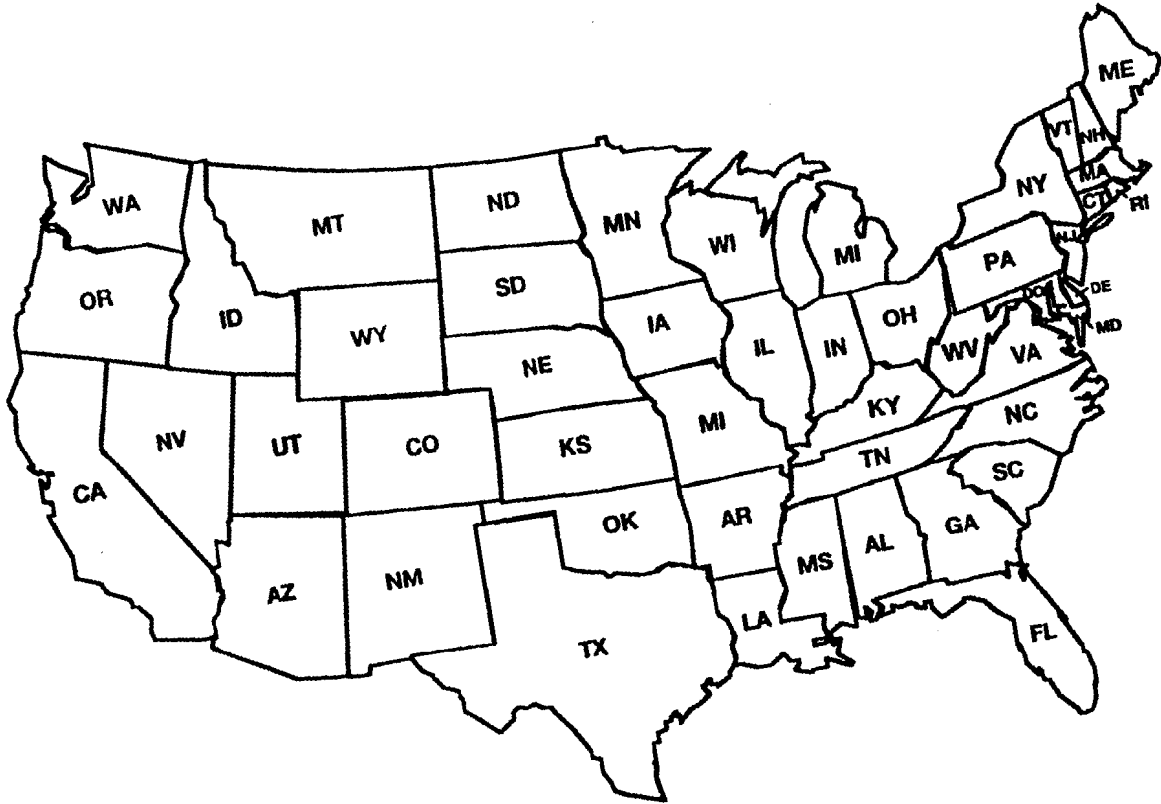 ME
VT
NH
WA
MT
ND
MN
NY
MA
CT
RI
WI
MI
N.J.
OR
ID
WY
SD
IA
PA
OH
DE
DC
MD
NE
IL
IN
WV
VA
NV
UT
CO
KS
MI
KY
NC
TN
SC
CA
OK
AR
GA
AZ
NM
MS
AL
LA
FL
TX